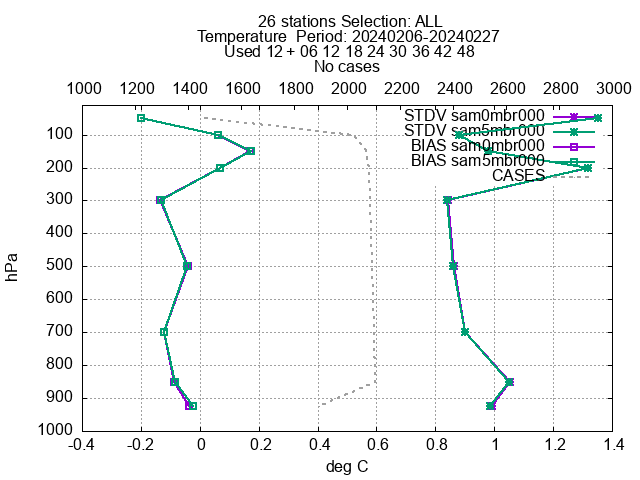 26 stations Selection: ALL
Temperature Period: 20240206-20240227
Used 12 + 06 12 18 24 30 36 42 48
No cases
1000 1200 1400 1600 1800 2000 2200 2400 2600 2800 3000
STDV sam0mbr000
STDV sam5mbr000
BIAS sam0mbr000
BIAS sam5mbr000
CASES
100
200
300
400
500
600
700
800
900
1000
hPa
-0.4 -0.2 0 0.2 0.4 0.6 0.8 1 1.2 1.4
deg C